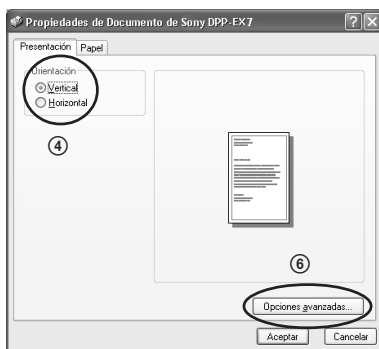 Propiedades de Documento de Sony DPP-EX7
Presentación Papel
Orientación
Vertical
Horizontal
④
⑥
Opciones avanzadas...
Aceptar Cancelar